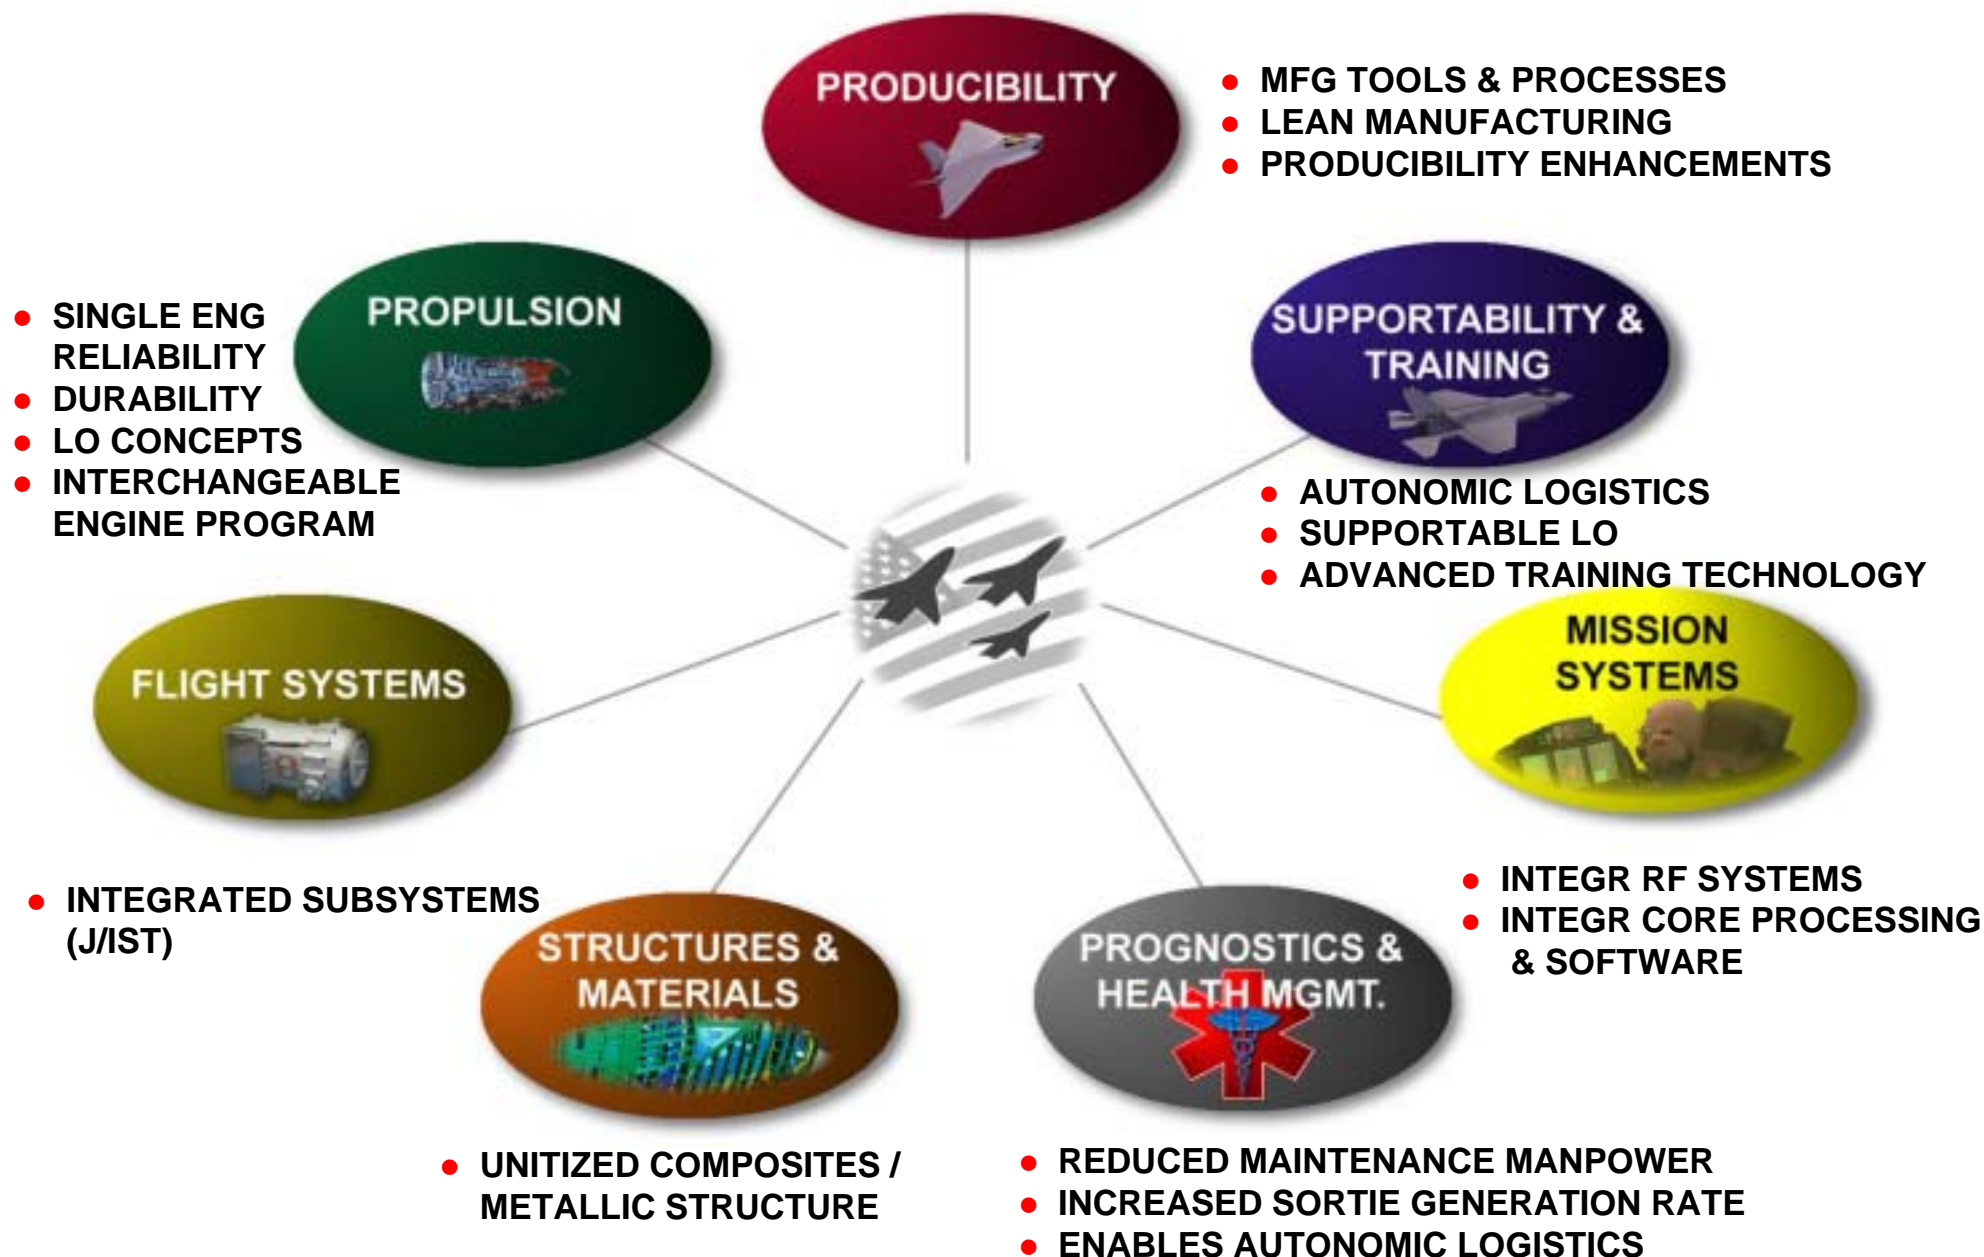 PRODUCIBILITY
● MFG TOOLS & PROCESSES
● LEAN MANUFACTURING
● PRODUCIBILITY ENHANCEMENTS
PROPULSION
● SINGLE ENG
RELIABILITY
● DURABILITY
● LO CONCEPTS
● INTERCHANGEABLE
ENGINE PROGRAM
SUPPORTABILITY &
TRAINING
● AUTONOMIC LOGISTICS
● SUPPORTABLE LO
● ADVANCED TRAINING TECHNOLOGY
FLIGHT SYSTEMS
● INTEGRATED SUBSYSTEMS
(J/IST)
MISSION
SYSTEMS
● INTEGR RF SYSTEMS
● INTEGR CORE PROCESSING
& SOFTWARE
STRUCTURES &
MATERIALS
● UNITIZED COMPOSITES /
METALLIC STRUCTURE
PROGNOSTICS &
HEALTH MGMT.
● REDUCED MAINTENANCE MANPOWER
● INCREASED SORTIE GENERATION RATE
● ENABLES AUTONOMIC LOGISTICS